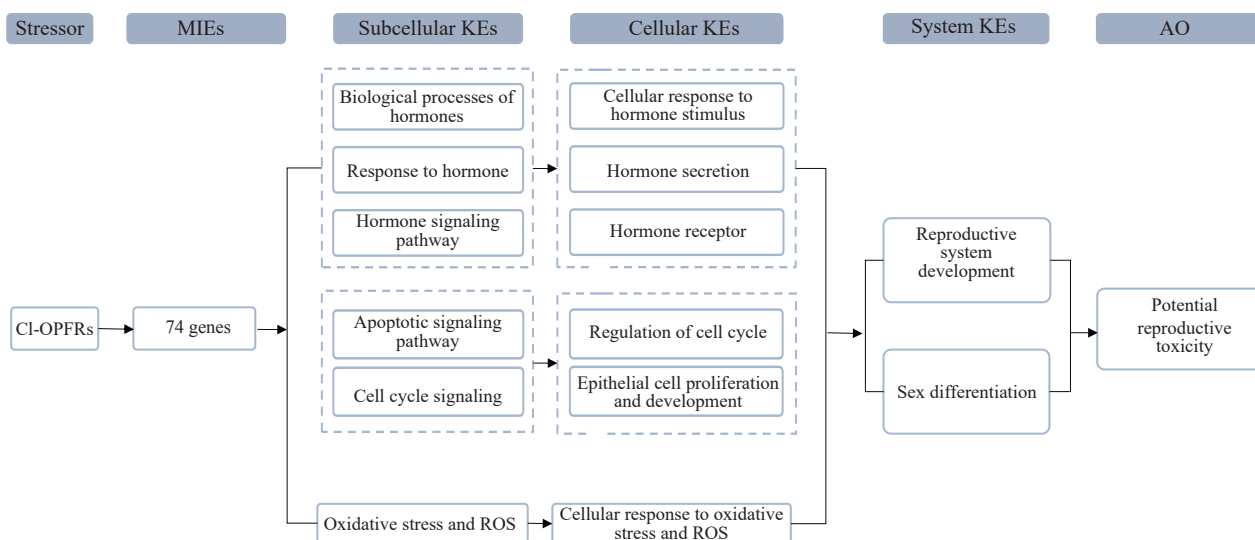 Stressor
MIEs
Subcellular KEs
Cellular KEs
System KEs
AO
Cl-OPFRs
74 genes
Biological processes of
hormones
Response to hormone
Hormone signaling
pathway
Apoptotic signaling
pathway
Cell cycle signaling
Oxidative stress and ROS
Cellular response to
hormone stimulus
Hormone secretion
Hormone receptor
Regulation of cell cycle
Epithelial cell proliferation
and development
Cellular response to oxidative
stress and ROS
Reproductive
system
development
Sex differentiation
Potential
reproductive
toxicity